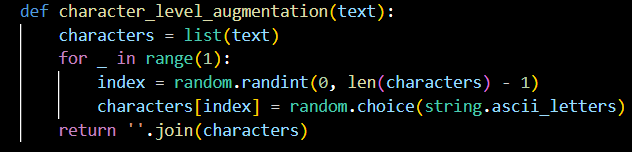 def character_level_augmentation(text):
    characters = list(text)
    for _ in range(1):
        index = random.randint(0, len(characters) - 1)
        characters[index] = random.choice(string.ascii_letters)
    return ''.join(characters)